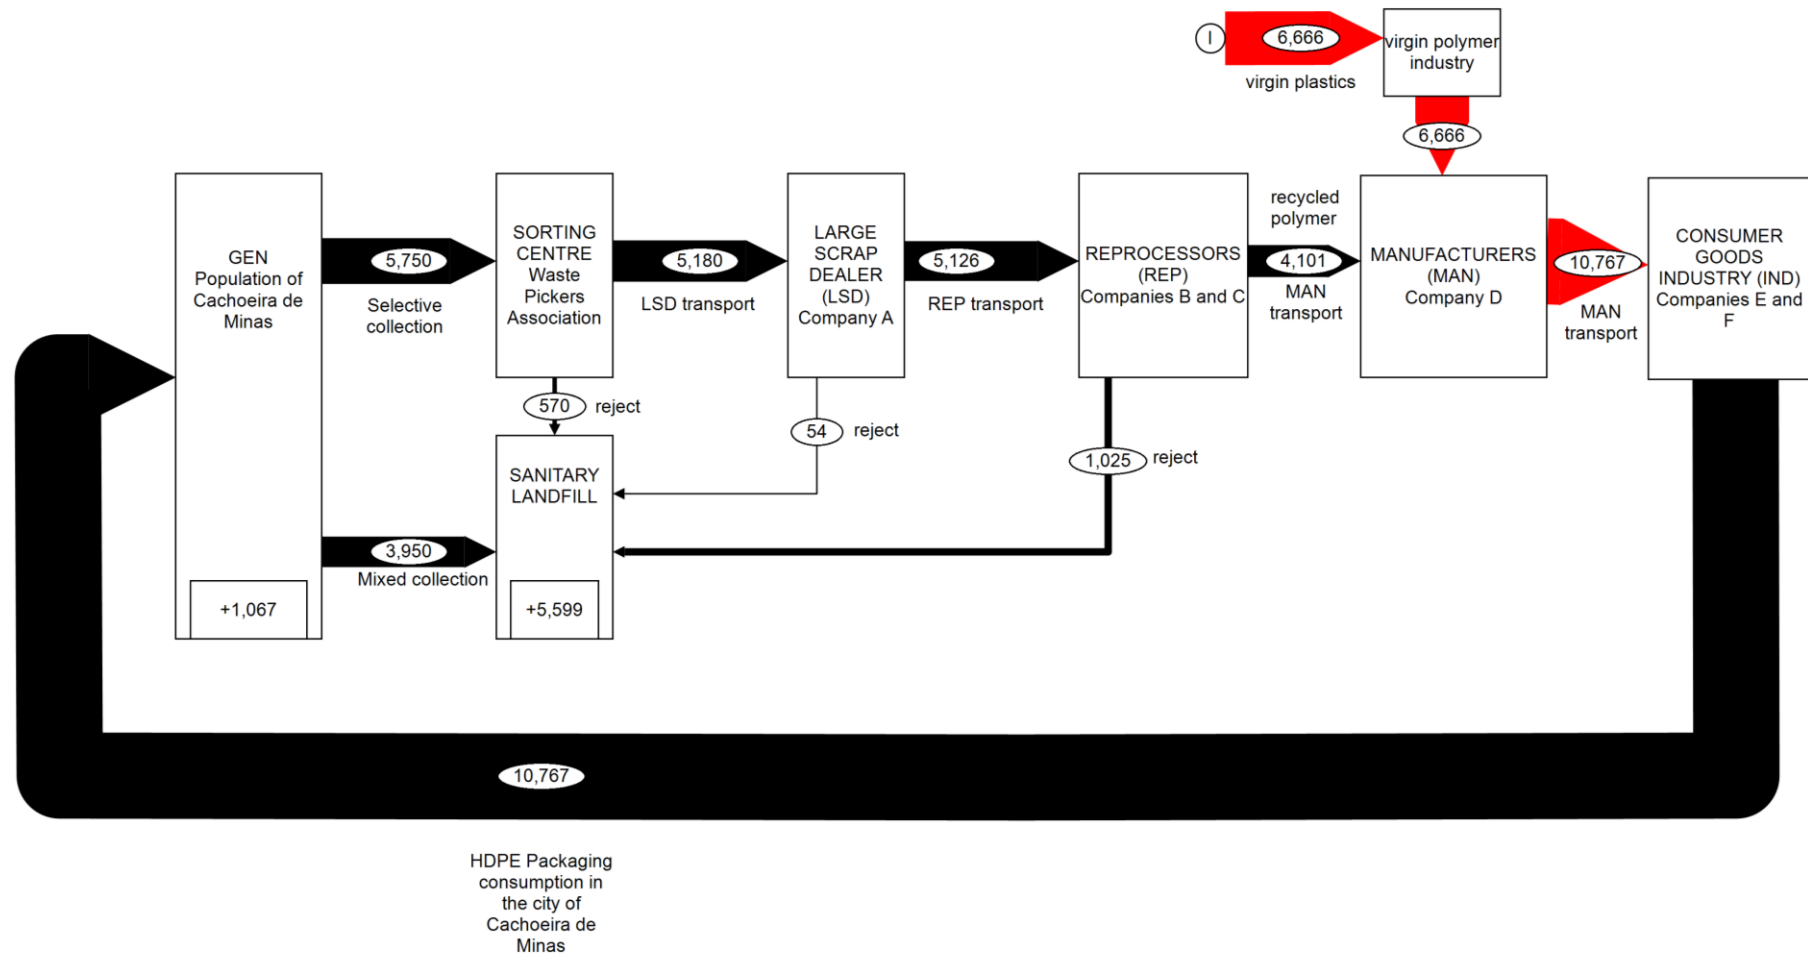 I
6,666
virgin plastics
virgin polymer
industry
6,666
GEN
Population of
Cachoeira de
Minas
5,750
Selective
collection
SORTING
CENTRE
Waste
Pickers
Association
5,180
LSD transport
LARGE
SCRAP
DEALER
(LSD)
Company A
5,126
REP transport
REPROCESSORS
(REP)
Companies B and C
recycled
polymer
4,101
MAN
transport
MANUFACTURERS
(MAN)
Company D
10,767
MAN
transport
CONSUMER
GOODS
INDUSTRY (IND)
Companies E and
F
570
reject
54
reject
1,025
reject
SANITARY
LANDFILL
3,950
Mixed collection
+1,067
+5,599
10,767
HDPE Packaging
consumption in
the city of
Cachoeira de
Minas